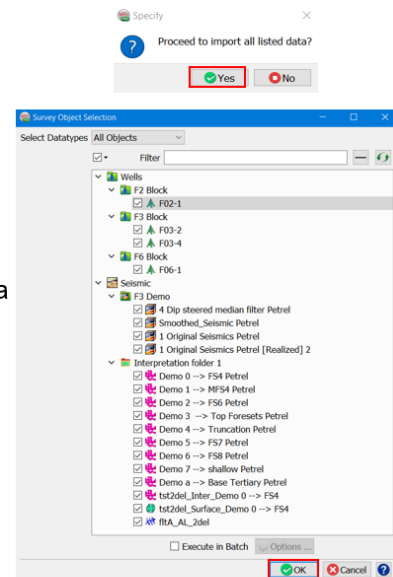 Specify
Proceed to import all listed data?
Yes
No
Survey Object Selection
Select Datatypes All Objects
Filter
Wells
F2 Block
F02-1
F3 Block
F03-2
F03-4
F6 Block
F06-1
a
Seismic
F3 Demo
4 Dip steered median filter Petrel
Smoothed_Seismic Petrel
1 Original Seismics Petrel
1 Original Seismics Petrel [Realized] 2
Interpretation folder 1
Demo 0 --> FS4 Petrel
Demo 1 --> MFS4 Petrel
Demo 2 --> FS6 Petrel
Demo 3 --> Top Foresets Petrel
Demo 4 --> Truncation Petrel
Demo 5 --> FS7 Petrel
Demo 6 --> FS8 Petrel
Demo 7 --> shallow Petrel
Demo a --> Base Tertiary Petrel
tst2del_Inter_Demo 0 --> FS4
tst2del_Surface_Demo 0 --> FS4
fltA_AL_2del
Execute in Batch Options ...
OK Cancel